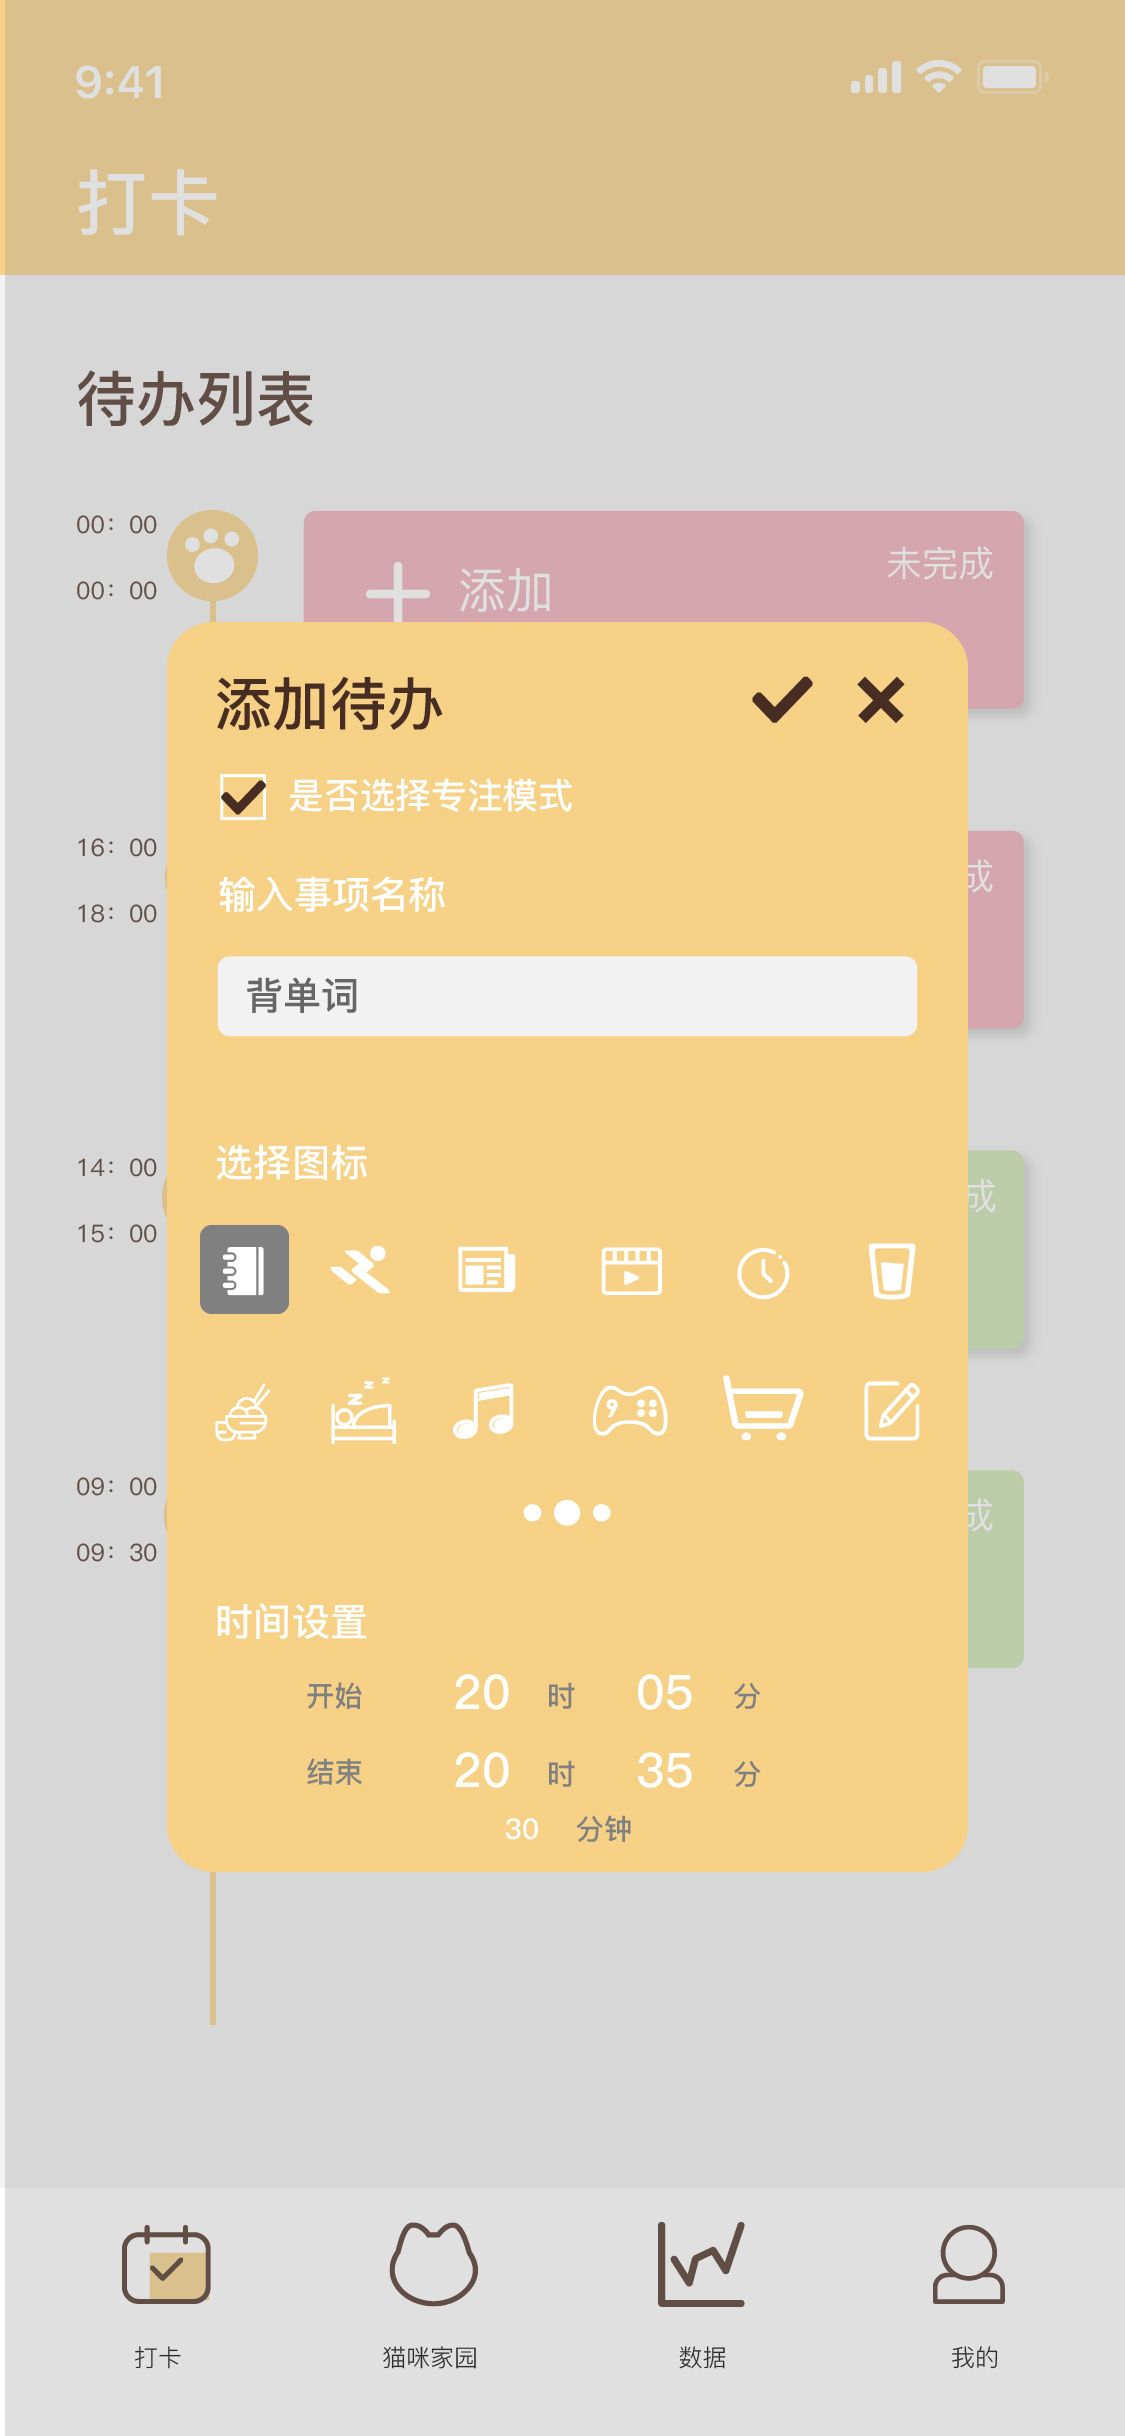 9:41
打卡
待办列表
00：00
00：00
添加
未完成
添加待办
是否选择专注模式
16：00
18：00
成
输入事项名称
背单词
选择图标
14：00
15：00
成
09：00
09：30
成
时间设置
开始 20 时 05 分
结束 20 时 35 分
30 分钟
打卡 猫咪家园 数据 我的